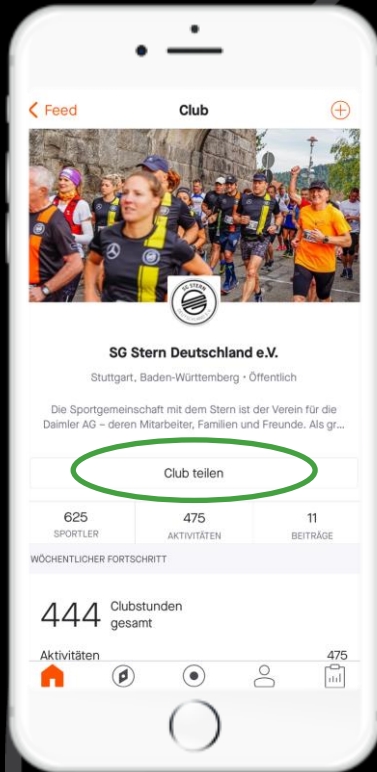 Feed
Club
SG STERN
SG Stern Deutschland e.V.
Stuttgart, Baden-Württemberg · Öffentlich
Die Sportgemeinschaft mit dem Stern ist der Verein für die
Daimler AG – deren Mitarbeiter, Familien und Freunde. Als gr...
Club teilen
625 475 11
SPORTLER AKTIVITÄTEN BEITRÄGE
WÖCHENTLICHER FORTSCHRITT
444 Clubstunden
gesamt
Aktivitäten 475